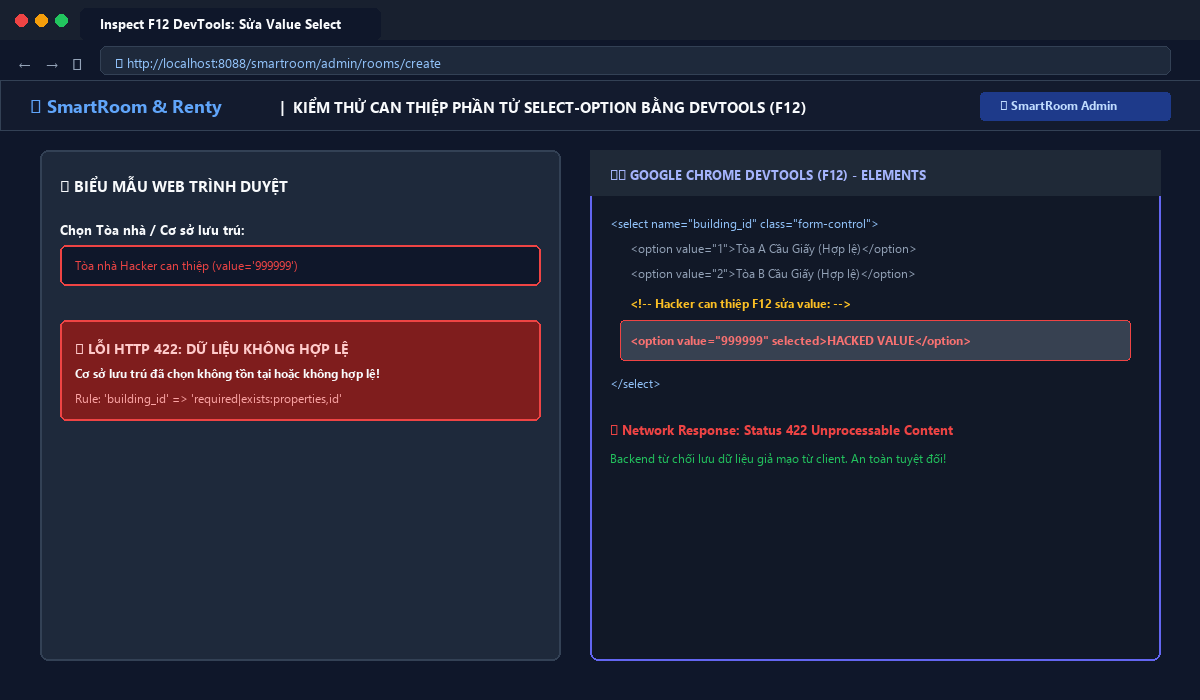 Inspect F12 DevTools: Sửa Value Select
← →
http://localhost:8088/smartroom/admin/rooms/create
SmartRoom & Renty | KIỂM THỬ CAN THIỆP PHẦN TỬ SELECT-OPTION BẰNG DEVTOOLS (F12) SmartRoom Admin
BIỂU MẪU WEB TRÌNH DUYỆT
Chọn Tòa nhà / Cơ sở lưu trú:
Tòa nhà Hacker can thiệp (value='999999')
LỖI HTTP 422: DỮ LIỆU KHÔNG HỢP LỆ
Cơ sở lưu trú đã chọn không tồn tại hoặc không hợp lệ!
Rule: 'building_id' => 'required|exists:properties,id'
GOOGLE CHROME DEVTOOLS (F12) - ELEMENTS
<select name="building_id" class="form-control">
<option value="1">Tòa A Cầu Giấy (Hợp lệ)</option>
<option value="2">Tòa B Cầu Giấy (Hợp lệ)</option>
<!-- Hacker can thiệp F12 sửa value: -->
<option value="999999" selected>HACKED VALUE</option>
</select>
Network Response: Status 422 Unprocessable Content
Backend từ chối lưu dữ liệu giả mạo từ client. An toàn tuyệt đối!